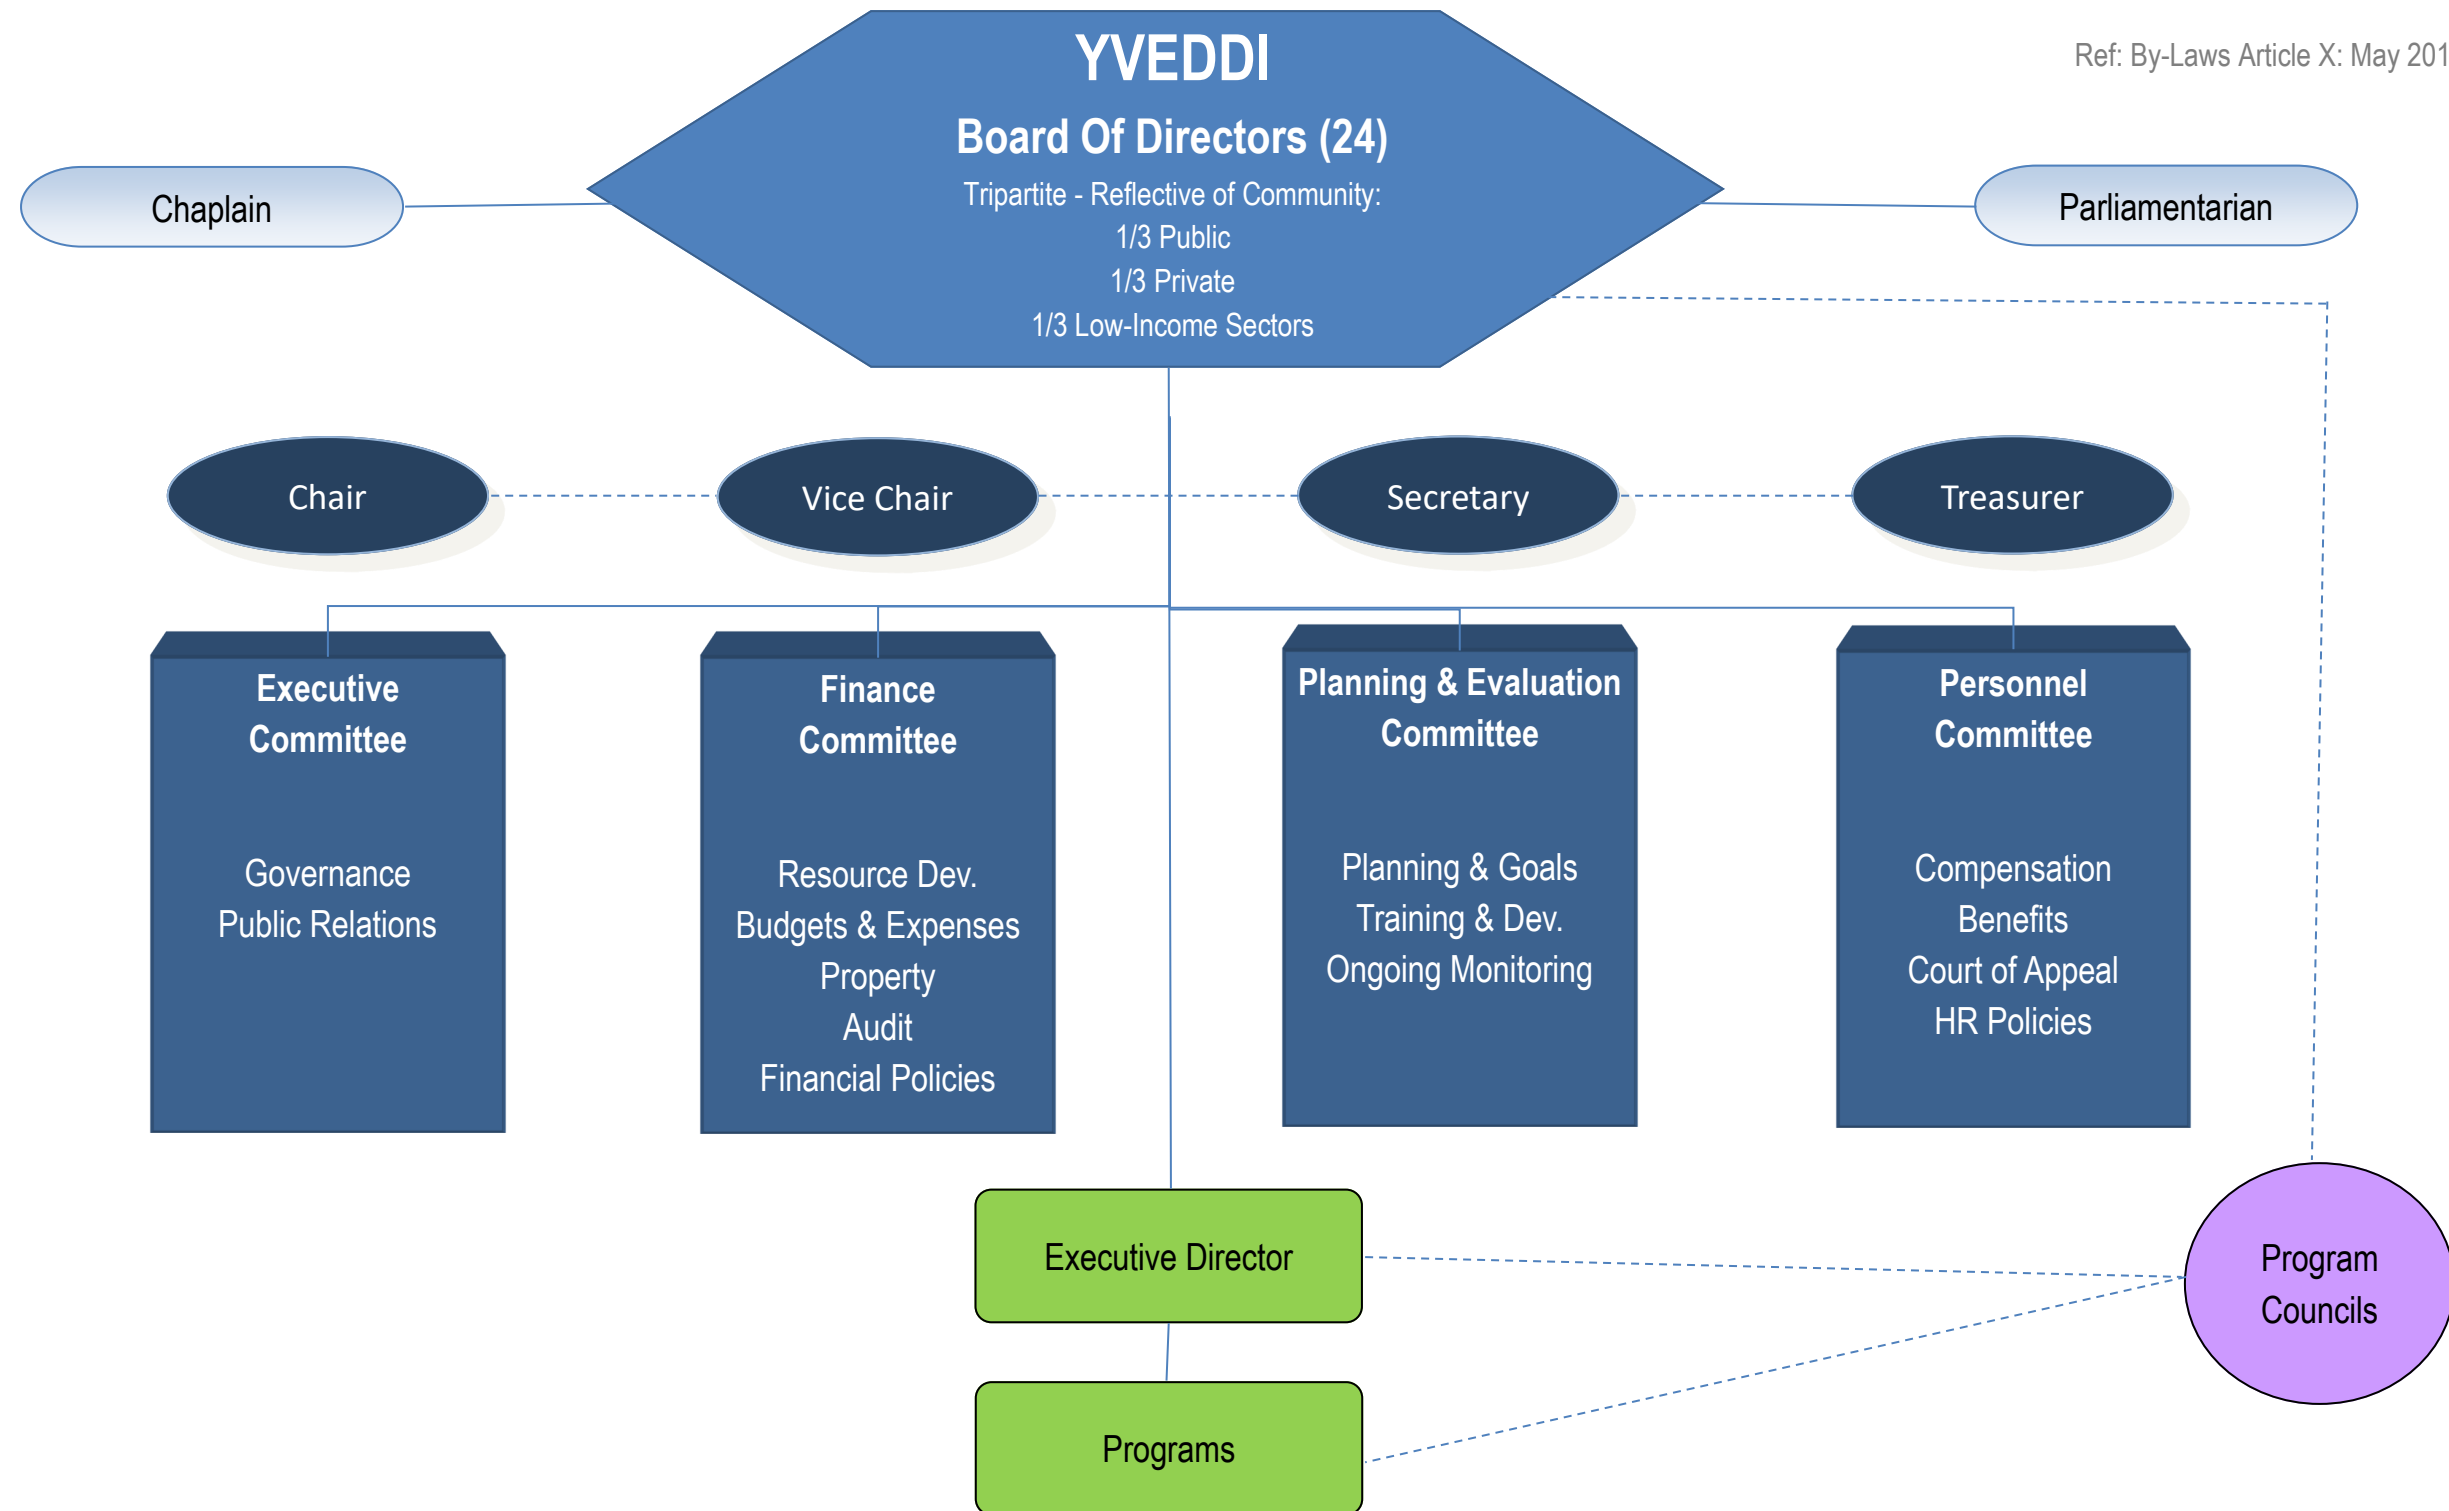 YVEDDI
Ref: By-Laws Article X: May 201
Board Of Directors (24)
Tripartite - Reflective of Community:
1/3 Public
1/3 Private
1/3 Low-Income Sectors
Chaplain
Parliamentarian
Chair
Vice Chair
Secretary
Treasurer
Executive
Committee
Governance
Public Relations
Finance
Committee
Resource Dev.
Budgets & Expenses
Property
Audit
Financial Policies
Planning & Evaluation
Committee
Planning & Goals
Training & Dev.
Ongoing Monitoring
Personnel
Committee
Compensation
Benefits
Court of Appeal
HR Policies
Executive Director
Program
Councils
Programs